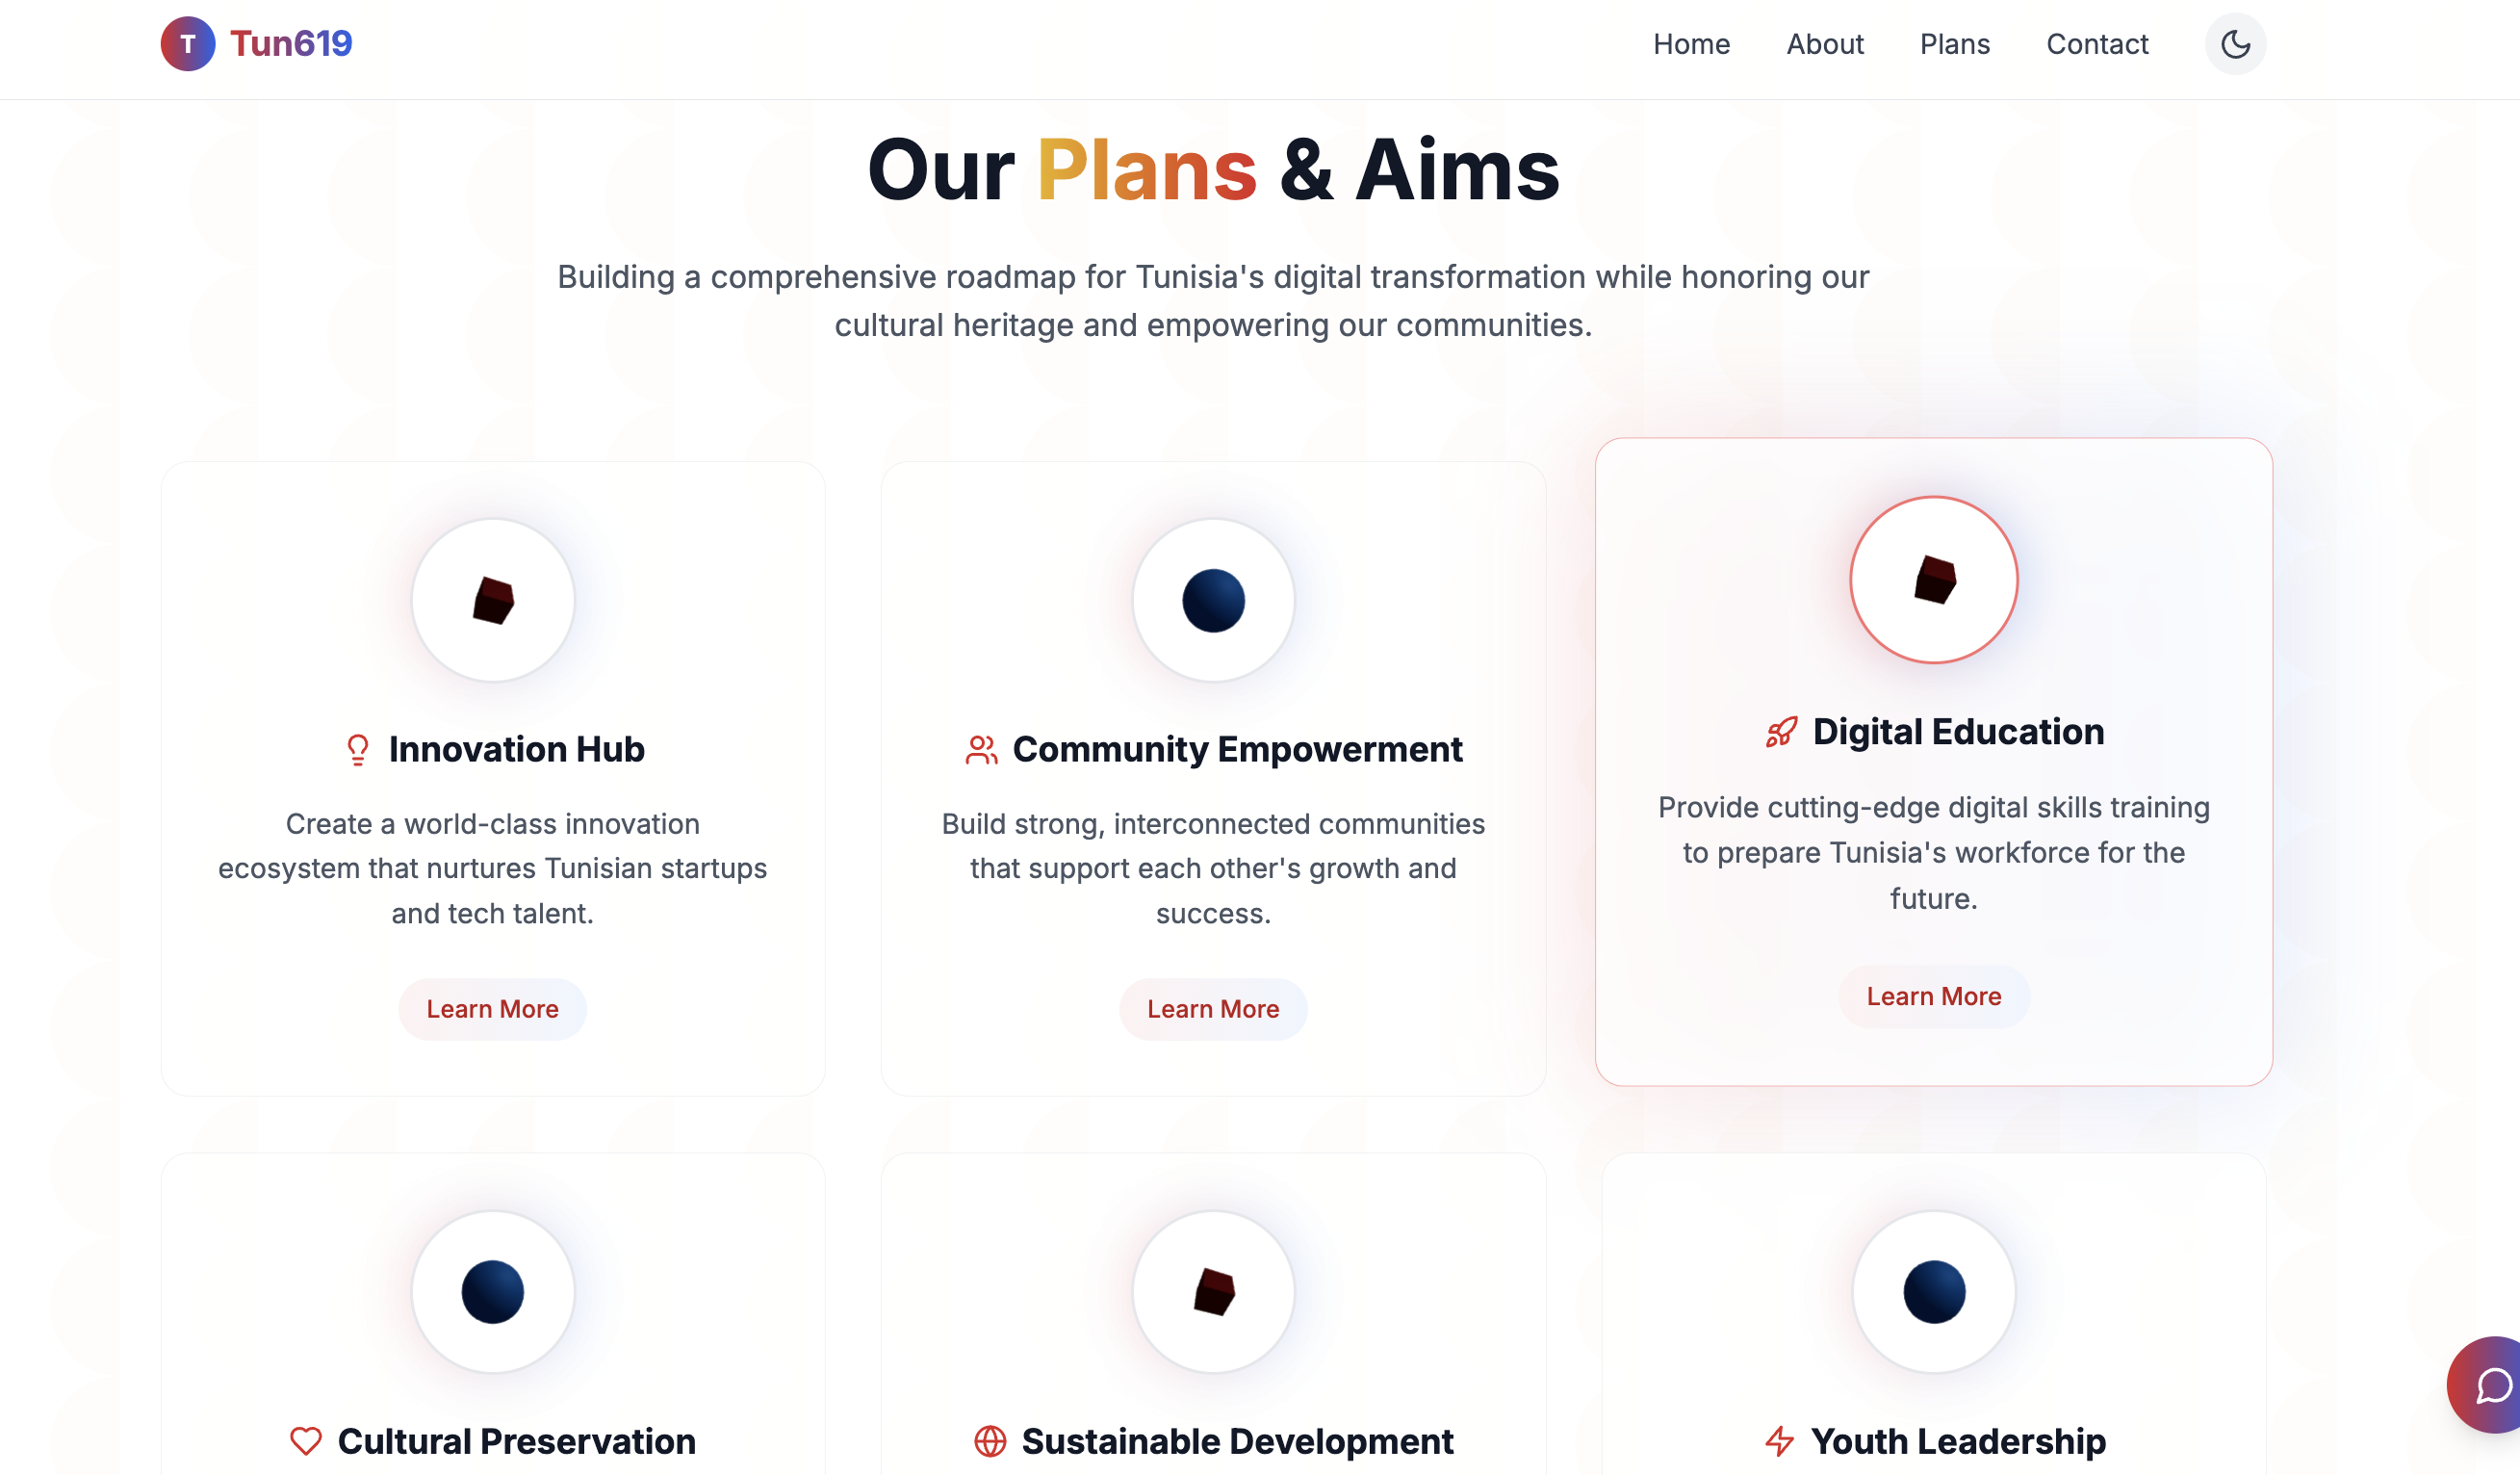 T Tun619
Home About Plans Contact
Our Plans & Aims
Building a comprehensive roadmap for Tunisia's digital transformation while honoring our
cultural heritage and empowering our communities.
Innovation Hub
Create a world-class innovation
ecosystem that nurtures Tunisian startups
and tech talent.
Learn More
Community Empowerment
Build strong, interconnected communities
that support each other's growth and
success.
Learn More
Digital Education
Provide cutting-edge digital skills training
to prepare Tunisia's workforce for the
future.
Learn More
Cultural Preservation
Sustainable Development
Youth Leadership